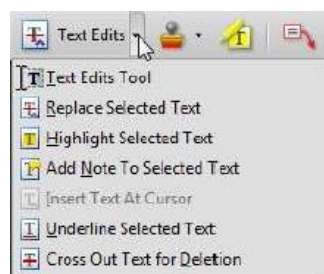 Text Edits
Text Edits Tool
Replace Selected Text
Highlight Selected Text
Add Note To Selected Text
Insert Text At Cursor
Underline Selected Text
Cross Out Text for Deletion